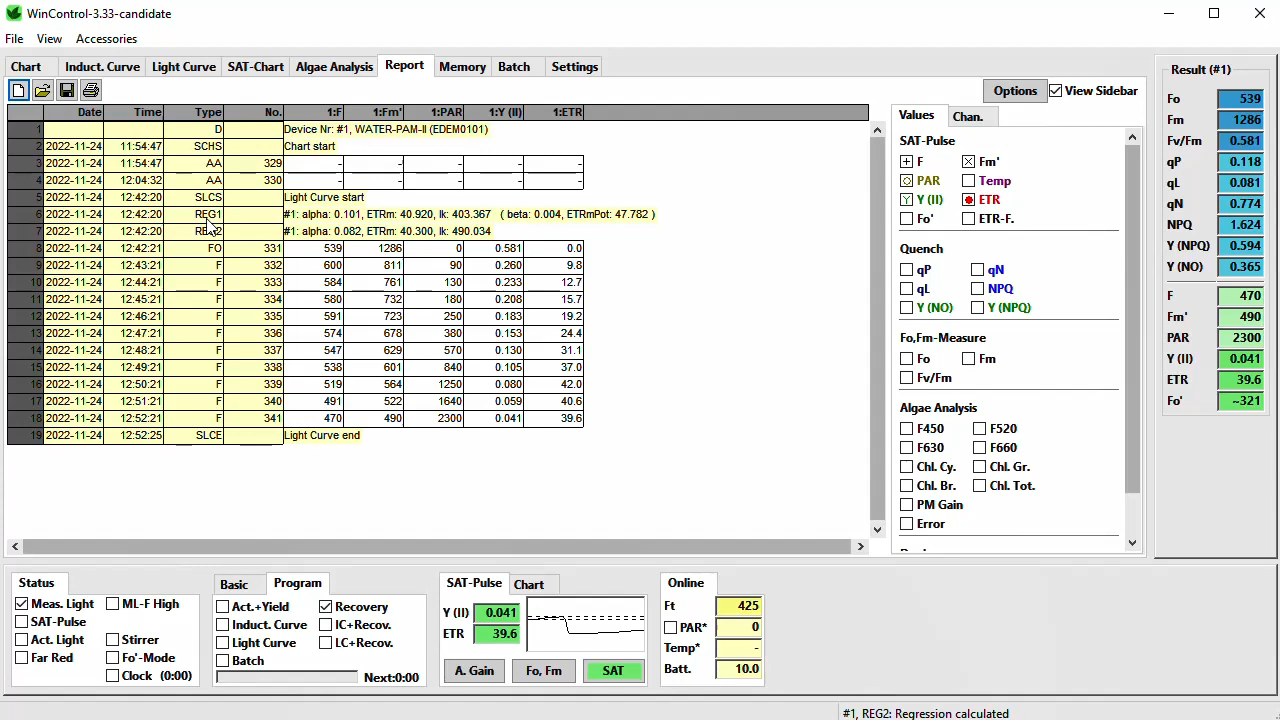 WinControl-3.33-candidate
File View Accessories
Chart Induct. Curve Light Curve SAT-Chart Algae Analysis Report Memory Batch Settings
Options View Sidebar
Date Time Type No. 1:F 1:Fm' 1:PAR 1:Y (II) 1:ETR
1 D Device Nr: #1, WATER-PAM-II (EDEM0101)
2 2022-11-24 11:54:47 SCHS Chart start
3 2022-11-24 11:54:47 AA 329 - - - - -
4 2022-11-24 12:04:32 AA 330 - - - - -
5 2022-11-24 12:42:20 SLCS Light Curve start
6 2022-11-24 12:42:20 REG1 #1: alpha: 0.101, ETRm: 40.920, Ik: 403.367 ( beta: 0.004, ETRmPot: 47.782 )
7 2022-11-24 12:42:20 #1: alpha: 0.082, ETRm: 40.300, Ik: 490.034
8 2022-11-24 12:42:21 FO 331 539 1286 0 0.581 0.0
9 2022-11-24 12:43:21 F 332 600 811 90 0.260 9.8
10 2022-11-24 12:44:21 F 333 584 761 130 0.233 12.7
11 2022-11-24 12:45:21 F 334 580 732 180 0.208 15.7
12 2022-11-24 12:46:21 F 335 591 723 250 0.183 19.2
13 2022-11-24 12:47:21 F 336 574 678 380 0.153 24.4
14 2022-11-24 12:48:21 F 337 547 629 570 0.130 31.1
15 2022-11-24 12:49:21 F 338 538 601 840 0.105 37.0
16 2022-11-24 12:50:21 F 339 519 564 1250 0.080 42.0
17 2022-11-24 12:51:21 F 340 491 522 1640 0.059 40.6
18 2022-11-24 12:52:21 F 341 470 490 2300 0.041 39.6
19 2022-11-24 12:52:25 SLCE Light Curve end
Values Chan.
SAT-Pulse
F Fm'
PAR Temp
Y (II) ETR
Fo' ETR-F.
Quench
qP qN
qL NPQ
Y (NO) Y (NPQ)
Fo,Fm-Measure
Fo Fm
Fv/Fm
Algae Analysis
F450 F520
F630 F660
Chl. Cy. Chl. Gr.
Chl. Br. Chl. Tot.
PM Gain
Error
Result (#1)
Fo 539
Fm 1286
Fv/Fm 0.581
qP 0.118
qL 0.081
qN 0.774
NPQ 1.624
Y (NPQ) 0.594
Y (NO) 0.365
F 470
Fm' 490
PAR 2300
Y (II) 0.041
ETR 39.6
Fo' ~321
Status
Meas. Light ML-F High
SAT-Pulse
Act. Light Stirrer
Far Red Fo'-Mode
Clock (0:00)
Basic Program
Act.+Yield Recovery
Induct. Curve IC+Recov.
Light Curve LC+Recov.
Batch
Next:0:00
SAT-Pulse Chart
Y (II) 0.041
ETR 39.6
A. Gain Fo, Fm SAT
Online
Ft 425
PAR* 0
Temp* -
Batt. 10.0
#1, REG2: Regression calculated